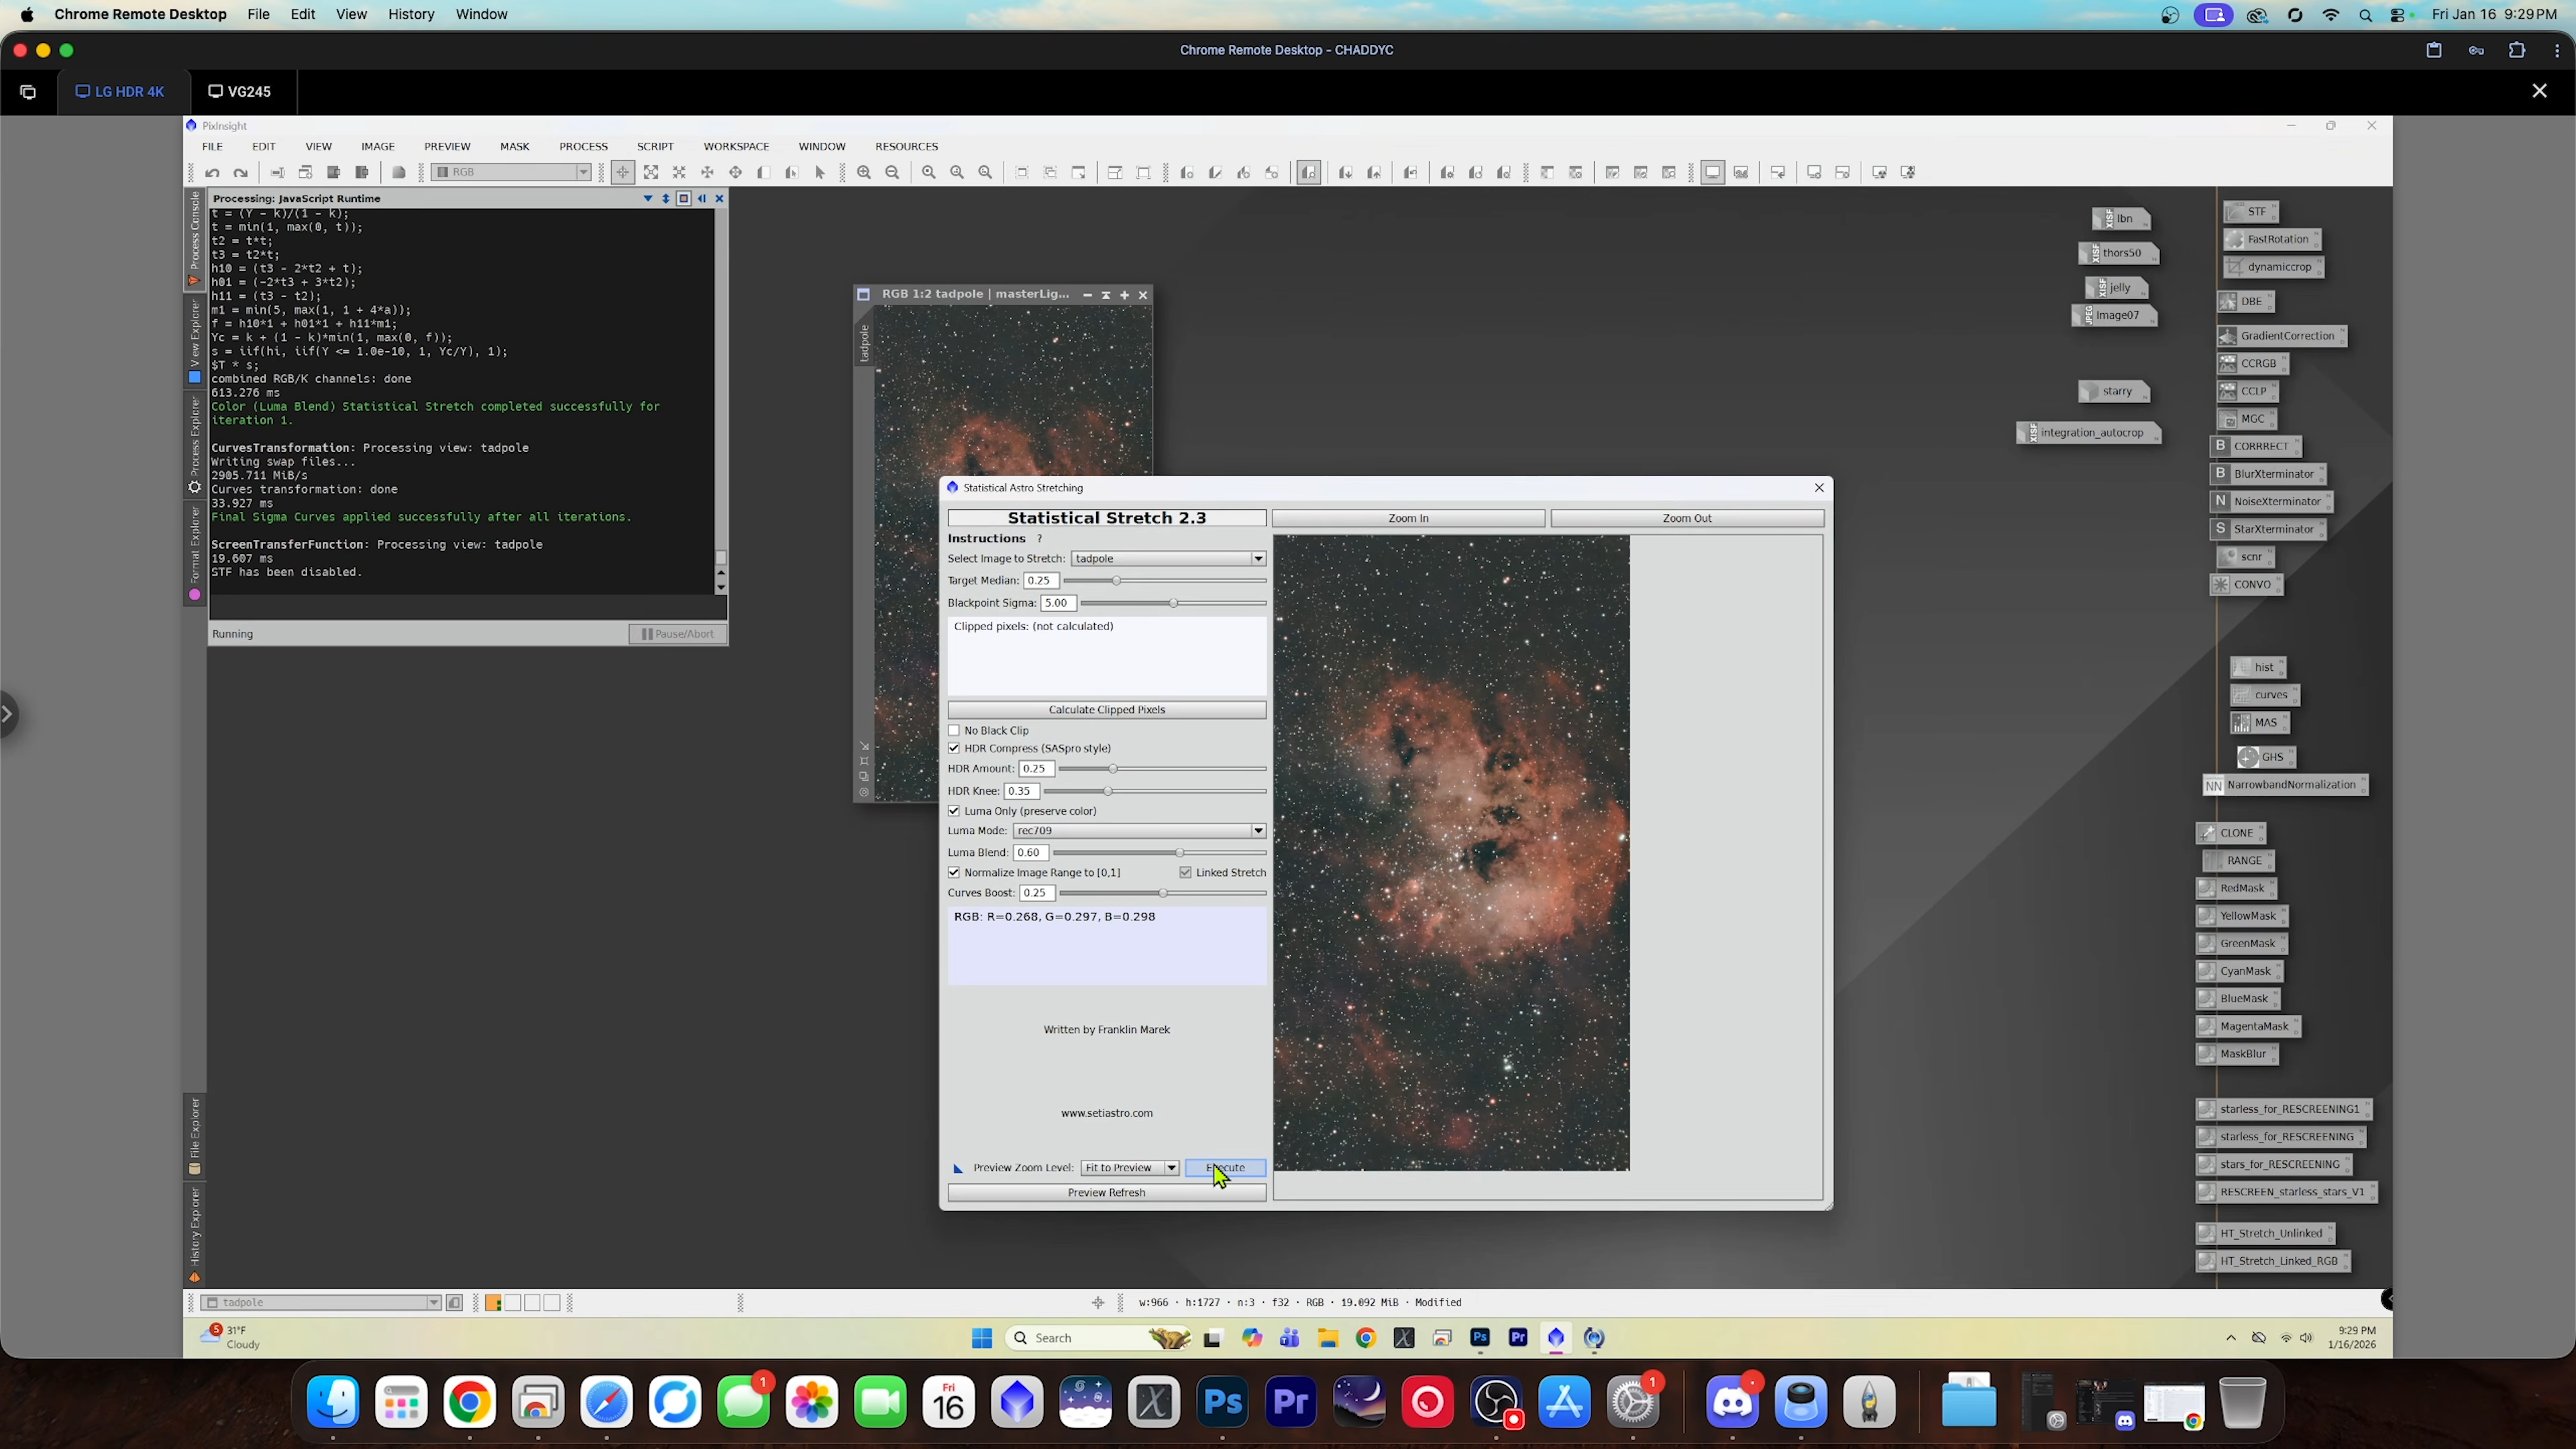 Chrome Remote Desktop File Edit View History Window
Fri Jan 16 9:29 PM
Chrome Remote Desktop - CHADDYC
LG HDR 4K VG245
PixInsight
FILE EDIT VIEW IMAGE PREVIEW MASK PROCESS SCRIPT WORKSPACE WINDOW RESOURCES
RGB
Process Console
View Explorer
Process Explorer
Format Explorer
File Explorer
History Explorer
Processing: JavaScript Runtime
t = (Y - k)/(1 - k);
t = min(1, max(0, t));
t2 = t*t;
t3 = t2*t;
h10 = (t3 - 2*t2 + t);
h01 = (-2*t3 + 3*t2);
h11 = (t3 - t2);
m1 = min(5, max(1, 1 + 4*a));
f = h10*1 + h01*1 + h11*m1;
Yc = k + (1 - k)*min(1, max(0, f));
s = iif(hi, iif(Y <= 1.0e-10, 1, Yc/Y), 1);
$T * s;
combined RGB/K channels: done
613.276 ms
Color (Luma Blend) Statistical Stretch completed successfully for
iteration 1.
CurvesTransformation: Processing view: tadpole
Writing swap files...
2905.711 MiB/s
Curves transformation: done
33.927 ms
Final Sigma Curves applied successfully after all iterations.
ScreenTransferFunction: Processing view: tadpole
19.607 ms
STF has been disabled.
Running Pause/Abort
RGB 1:2 tadpole | masterLig...
tadpole
Statistical Astro Stretching
Statistical Stretch 2.3
Zoom In Zoom Out
Instructions ?
Select Image to Stretch: tadpole
Target Median: 0.25
Blackpoint Sigma: 5.00
Clipped pixels: (not calculated)
Calculate Clipped Pixels
No Black Clip
HDR Compress (SASpro style)
HDR Amount: 0.25
HDR Knee: 0.35
Luma Only (preserve color)
Luma Mode: rec709
Luma Blend: 0.60
Normalize Image Range to [0,1] Linked Stretch
Curves Boost: 0.25
RGB: R=0.268, G=0.297, B=0.298
Written by Franklin Marek
www.setiastro.com
Preview Zoom Level: Fit to Preview Execute
Preview Refresh
lbn
thors50
jelly
Image07
starry
integration_autocrop
STF
FastRotation
dynamiccrop
DBE
GradientCorrection
CCRGB
CCLP
MGC
B CORRRECT
B BlurXterminator
N NoiseXterminator
S StarXterminator
scnr
CONVO
hist
curves
MAS
GHS
NN NarrowbandNormalization
CLONE
RANGE
RedMask
YellowMask
GreenMask
CyanMask
BlueMask
MagentaMask
MaskBlur
starless_for_RESCREENING1
starless_for_RESCREENING
stars_for_RESCREENING
RESCREEN_starless_stars_V1
HT_Stretch_Unlinked
HT_Stretch_Linked_RGB
tadpole
w:966 · h:1727 · n:3 · f32 · RGB · 19.092 MiB · Modified
5 31°F
Cloudy
Search
Ps Pr
9:29 PM
1/16/2026
1
Fri
16
Ps Pr
1